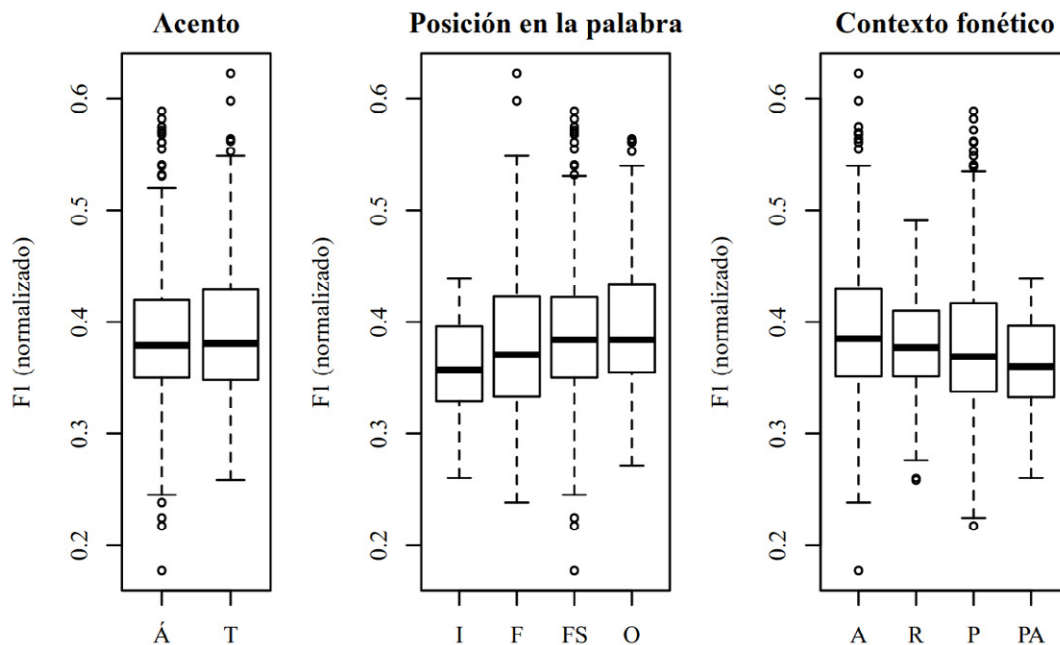 Acento
F1 (normalizado)
0.6
0.5
0.4
0.3
0.2
Á T
Posición en la palabra
F1 (normalizado)
0.6
0.5
0.4
0.3
0.2
I F FS O
Contexto fonético
F1 (normalizado)
0.6
0.5
0.4
0.3
0.2
A R P PA